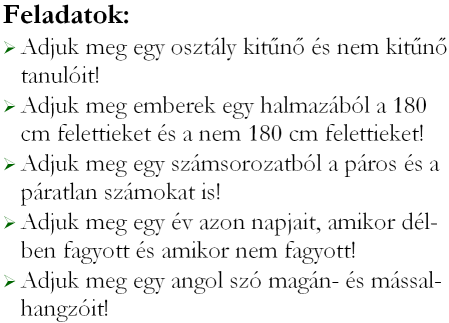 Feladatok:
➢ Adjuk meg egy osztály kitűnő és nem kitűnő
tanulóit!
➢ Adjuk meg emberek egy halmazából a 180
cm felettieket és a nem 180 cm felettieket!
➢ Adjuk meg egy számsorozatból a páros és a
páratlan számokat is!
➢ Adjuk meg egy év azon napjait, amikor dél-
ben fagyott és amikor nem fagyott!
➢ Adjuk meg egy angol szó magán- és mással-
hangzóit!